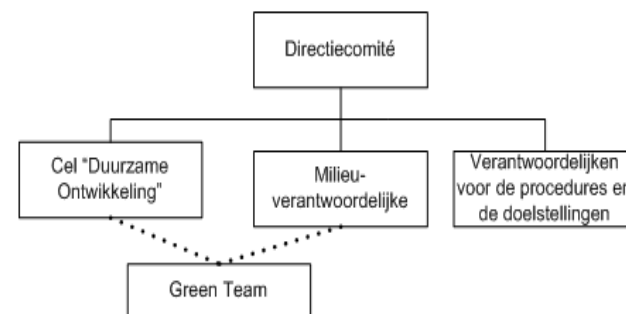 Directiecomité
Cel "Duurzame
Ontwikkeling"
Milieu-
verantwoordelijke
Verantwoordelijken
voor de procedures en
de doelstellingen
Green Team